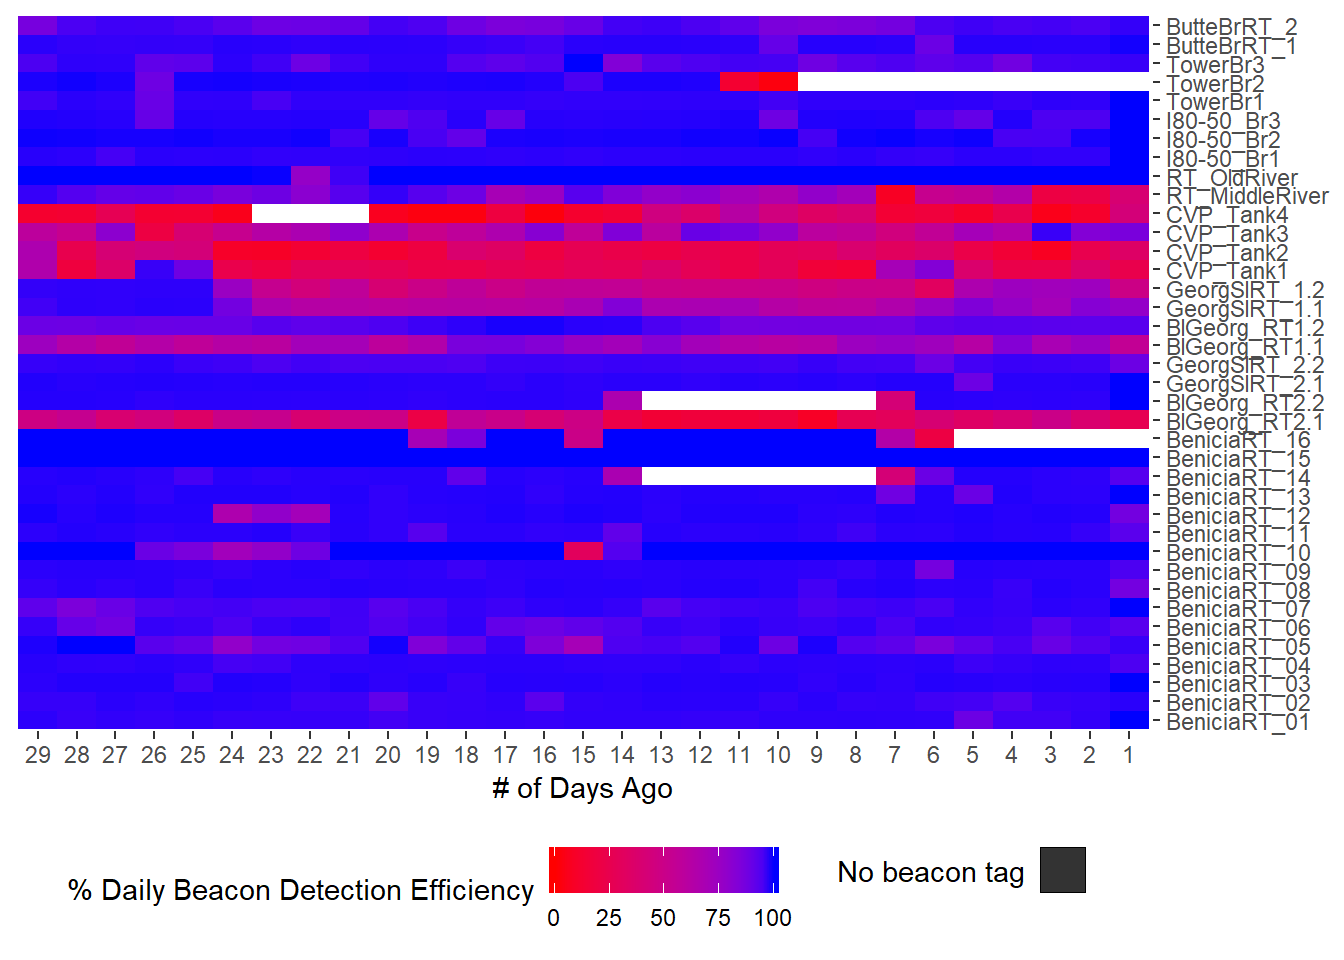 ButteBrRT_2
ButteBrRT_1
TowerBr3
TowerBr2
TowerBr1
I80-50_Br3
I80-50_Br2
I80-50_Br1
RT_OldRiver
RT_MiddleRiver
CVP_Tank4
CVP_Tank3
CVP_Tank2
CVP_Tank1
GeorgSlRT_1.2
GeorgSlRT_1.1
BlGeorg_RT1.2
BlGeorg_RT1.1
GeorgSlRT_2.2
GeorgSlRT_2.1
BlGeorg_RT2.2
BlGeorg_RT2.1
BeniciaRT_16
BeniciaRT_15
BeniciaRT_14
BeniciaRT_13
BeniciaRT_12
BeniciaRT_11
BeniciaRT_10
BeniciaRT_09
BeniciaRT_08
BeniciaRT_07
BeniciaRT_06
BeniciaRT_05
BeniciaRT_04
BeniciaRT_03
BeniciaRT_02
BeniciaRT_01
29 28 27 26 25 24 23 22 21 20 19 18 17 16 15 14 13 12 11 10 9 8 7 6 5 4 3 2 1
# of Days Ago
% Daily Beacon Detection Efficiency
0 25 50 75 100
No beacon tag